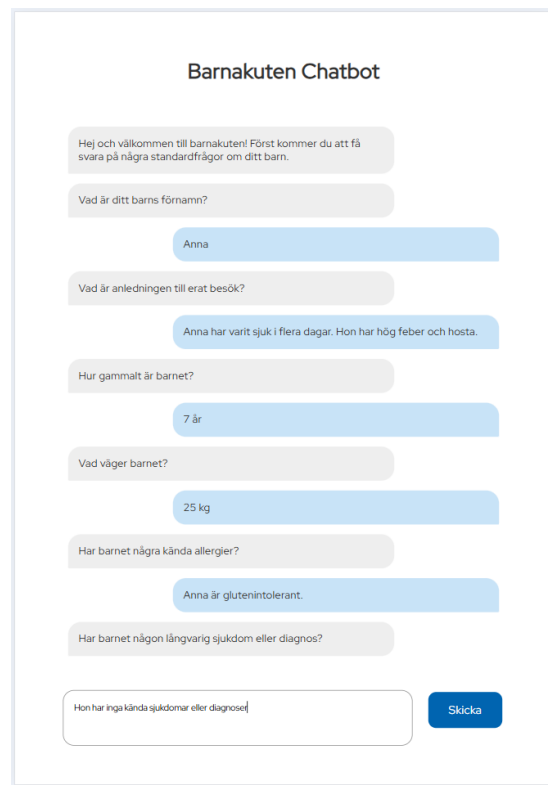 Barnakuten Chatbot
Hej och välkommen till barnakuten! Först kommer du att få
svara på några standardfrågor om ditt barn.
Vad är ditt barns förnamn?
Anna
Vad är anledningen till erat besök?
Anna har varit sjuk i flera dagar. Hon har hög feber och hosta.
Hur gammalt är barnet?
7 år
Vad väger barnet?
25 kg
Har barnet några kända allergier?
Anna är glutenintolerant.
Har barnet någon långvarig sjukdom eller diagnos?
Hon har inga kända sjukdomar eller diagnoser
Skicka